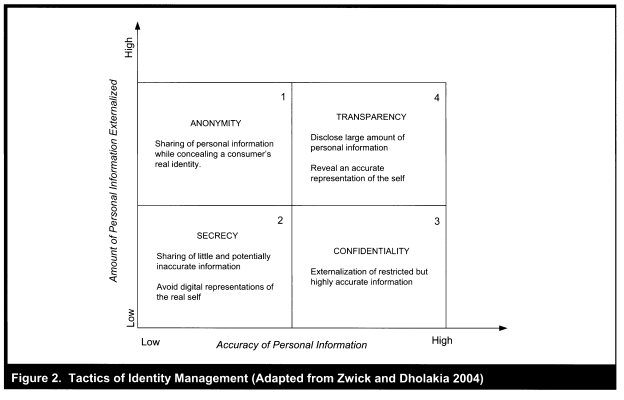 High
Amount of Personal Information Externalized
Low
1
ANONYMITY
Sharing of personal information
while concealing a consumer's
real identity.
4
TRANSPARENCY
Disclose large amount of
personal information
Reveal an accurate
representation of the self
2
SECRECY
Sharing of little and potentially
inaccurate information
Avoid digital representations of
the real self
3
CONFIDENTIALITY
Externalization of restricted but
highly accurate information
Low
Accuracy of Personal Information
High
Figure 2. Tactics of Identity Management (Adapted from Zwick and Dholakia 2004)